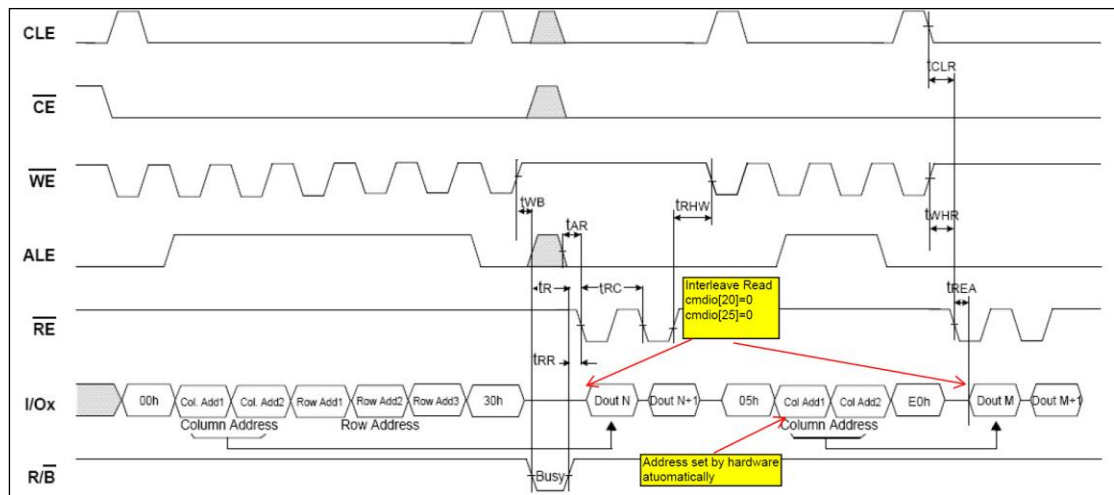 CLE
tCLR
CE
WE
tWB
tAR
tRHW
tWHR
ALE
Interleave Read
cmdio[20]=0
cmdio[25]=0
tR
tRC
tREA
RE
tRR
I/Ox
00h
Col. Add1
Col. Add2
Row Add1
Row Add2
Row Add3
30h
Dout N
Dout N+1
05h
Col Add1
Col Add2
E0h
Dout M
Dout M+1
Column Address
Row Address
Column Address
Address set by hardware
atuomatically
R/B
Busy